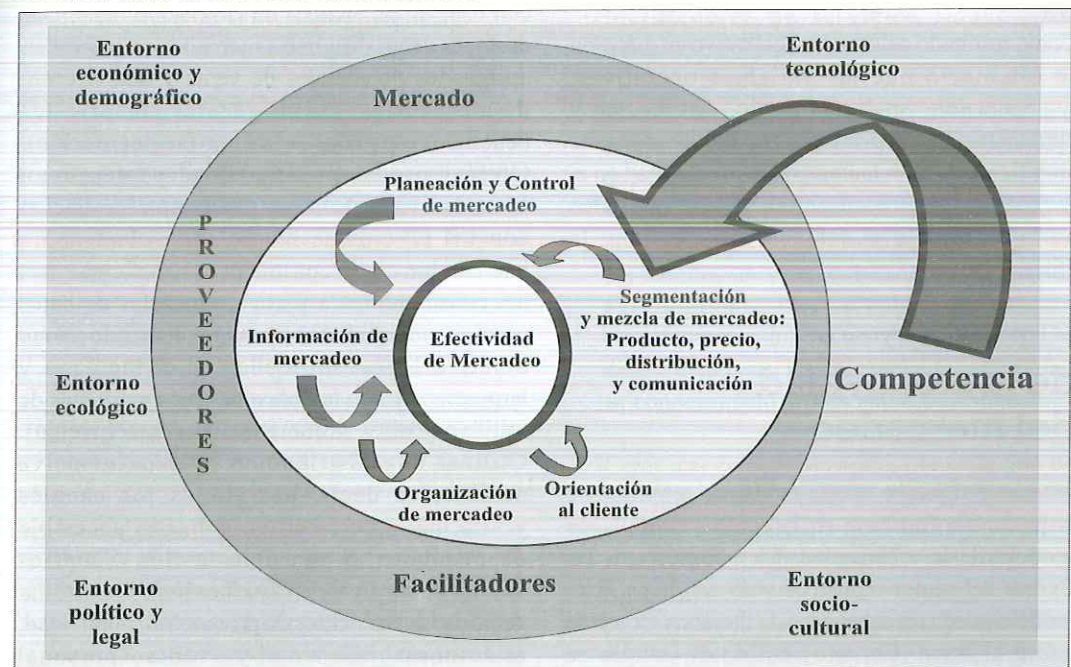 Entorno
económico y
demográfico
Entorno
tecnológico
Mercado
Planeación y Control
de mercadeo
PROVEEDORES
Segmentación
y mezcla de mercadeo:
Producto, precio,
distribución,
y comunicación
Información de
mercadeo
Efectividad
de Mercadeo
Entorno
ecológico
Competencia
Organización
de mercadeo
Orientación
al cliente
Facilitadores
Entorno
político y
legal
Entorno
socio-
cultural